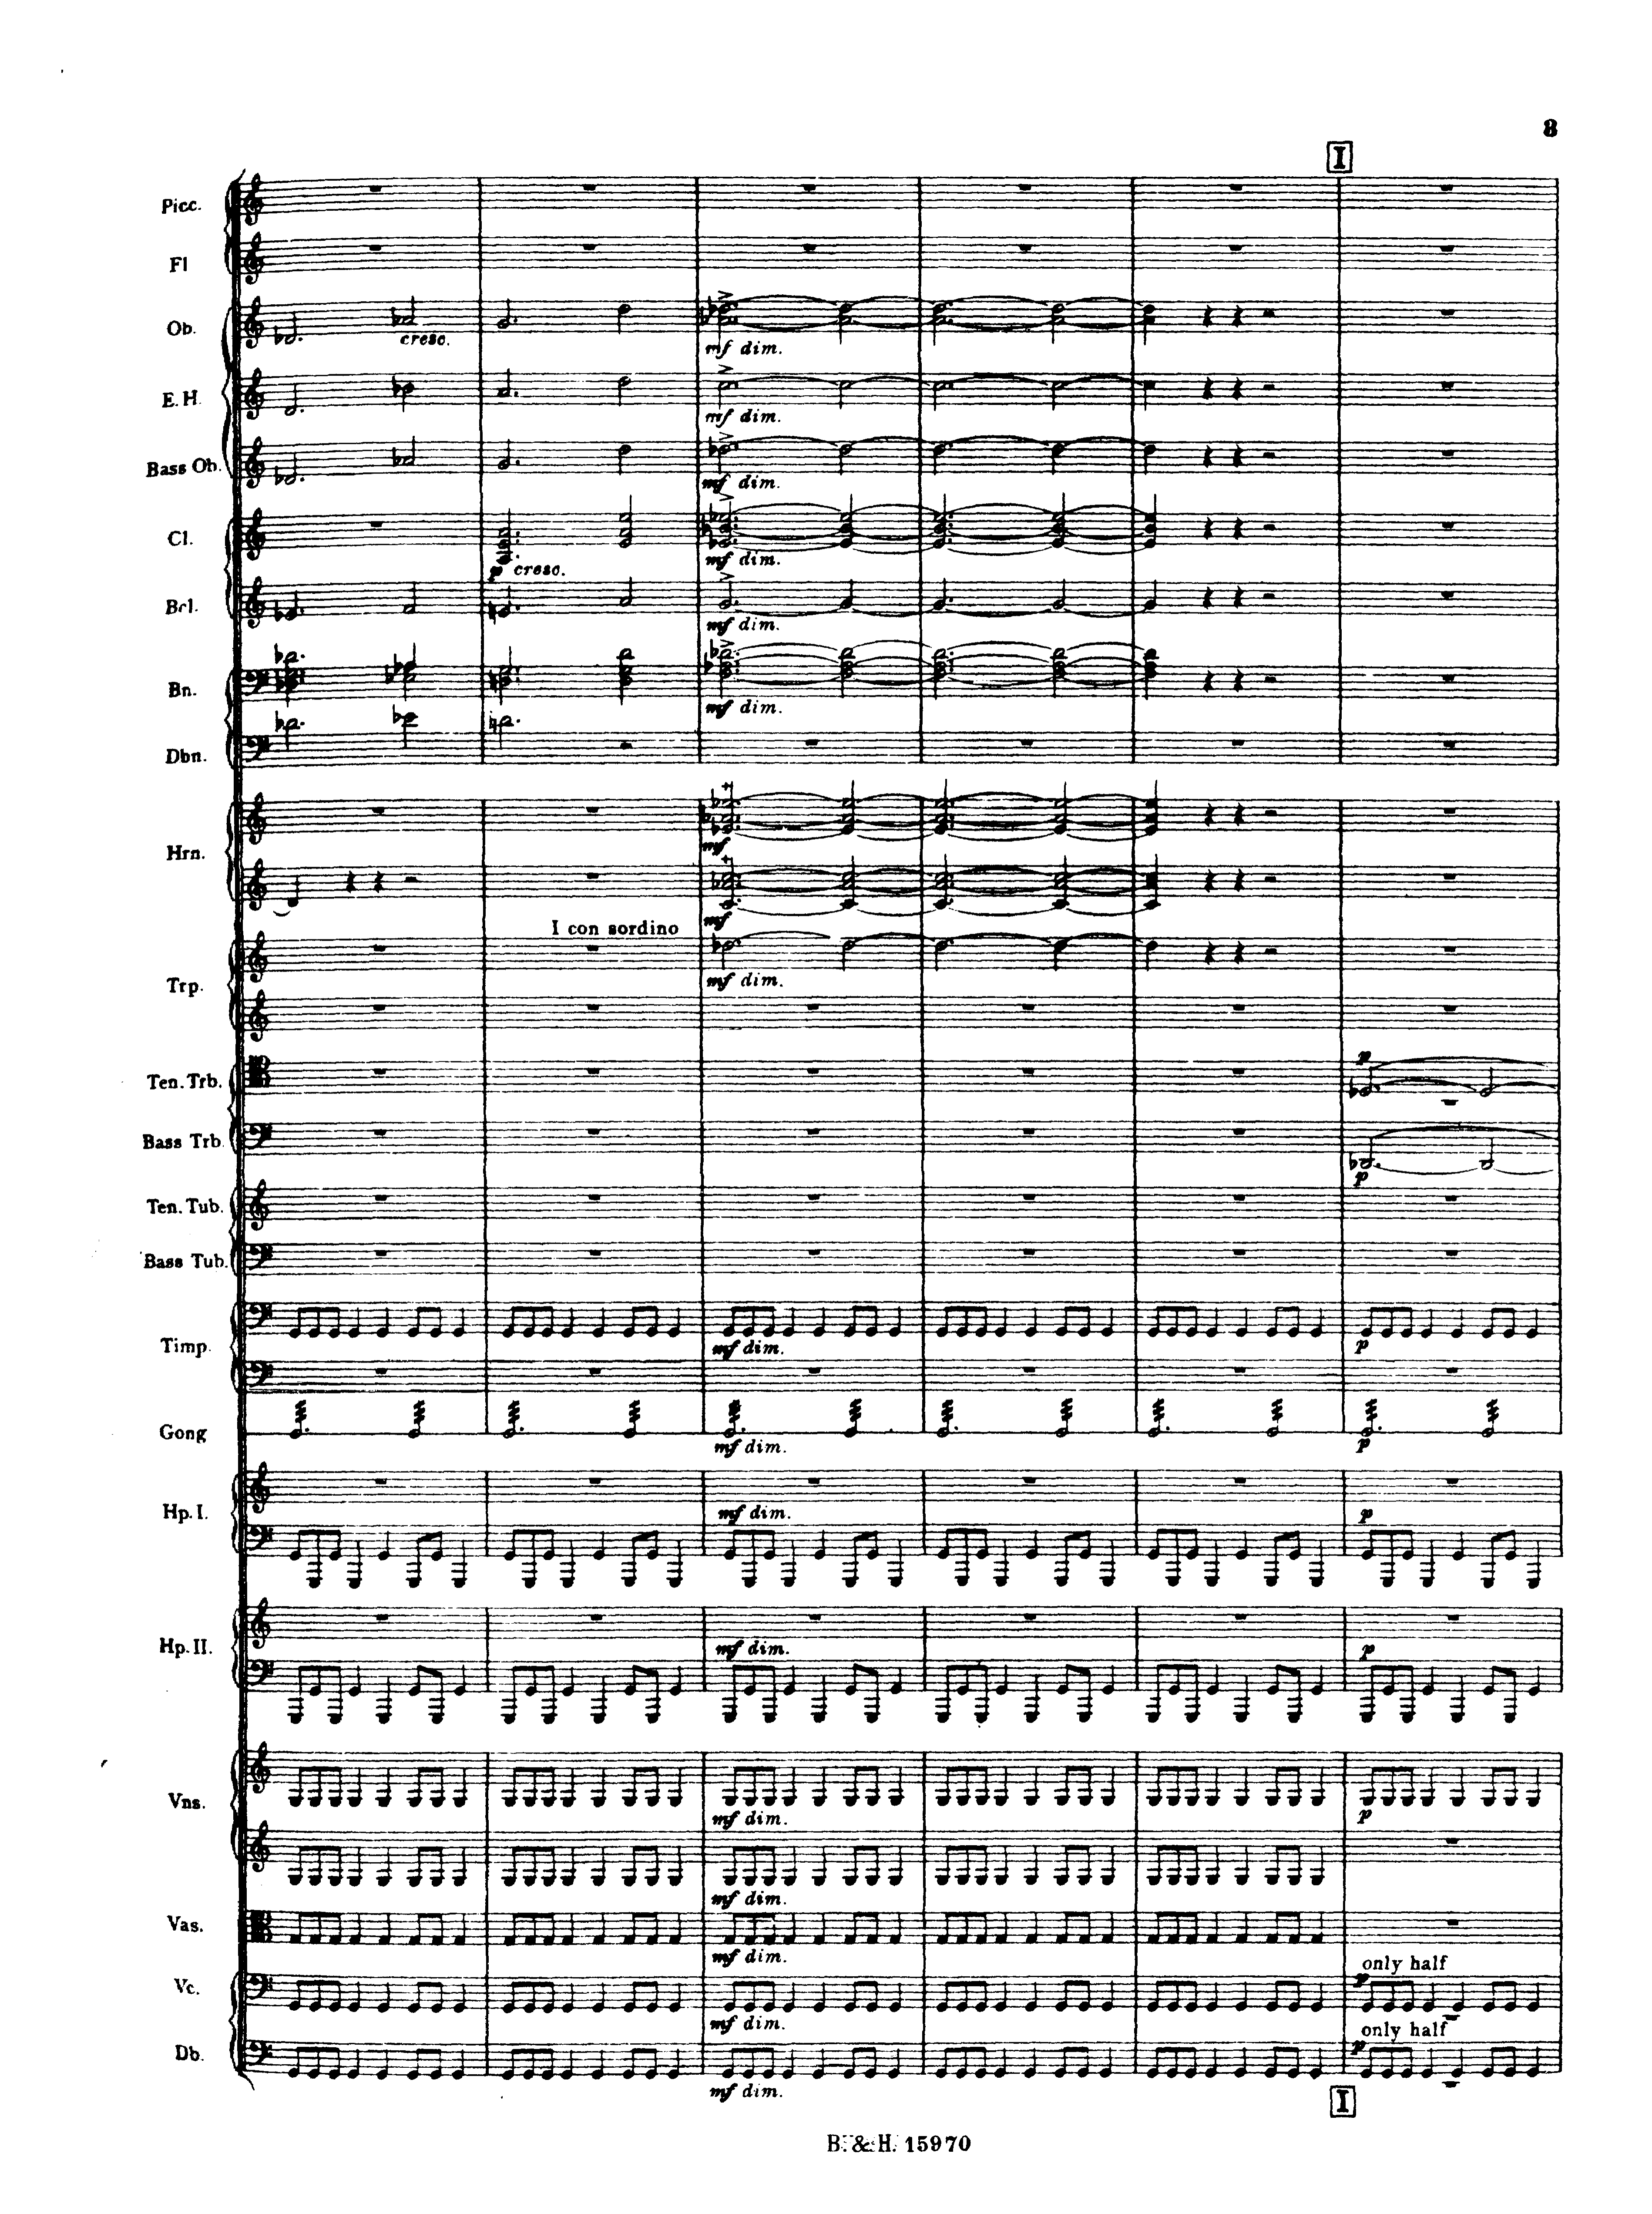 3
I
Picc.
Fl
Ob.
cresc.
mf dim.
E. H.
mf dim.
Bass Ob.
mf dim.
Cl.
p cresc.
mf dim.
Bcl.
mf dim.
Bn.
mf dim.
Dbn.
Hrn.
mf
mf
I con sordino
Trp.
mf dim.
Ten. Trb.
p
Bass Trb.
p
Ten. Tub.
Bass Tub.
Timp.
mf dim.
p
Gong
mf dim.
p
Hp. I.
mf dim.
p
Hp. II.
mf dim.
p
Vns.
mf dim.
p
mf dim.
Vas.
mf dim.
only half
Vc.
p
mf dim.
only half
Db.
p
mf dim.
I
B. & H. 15970